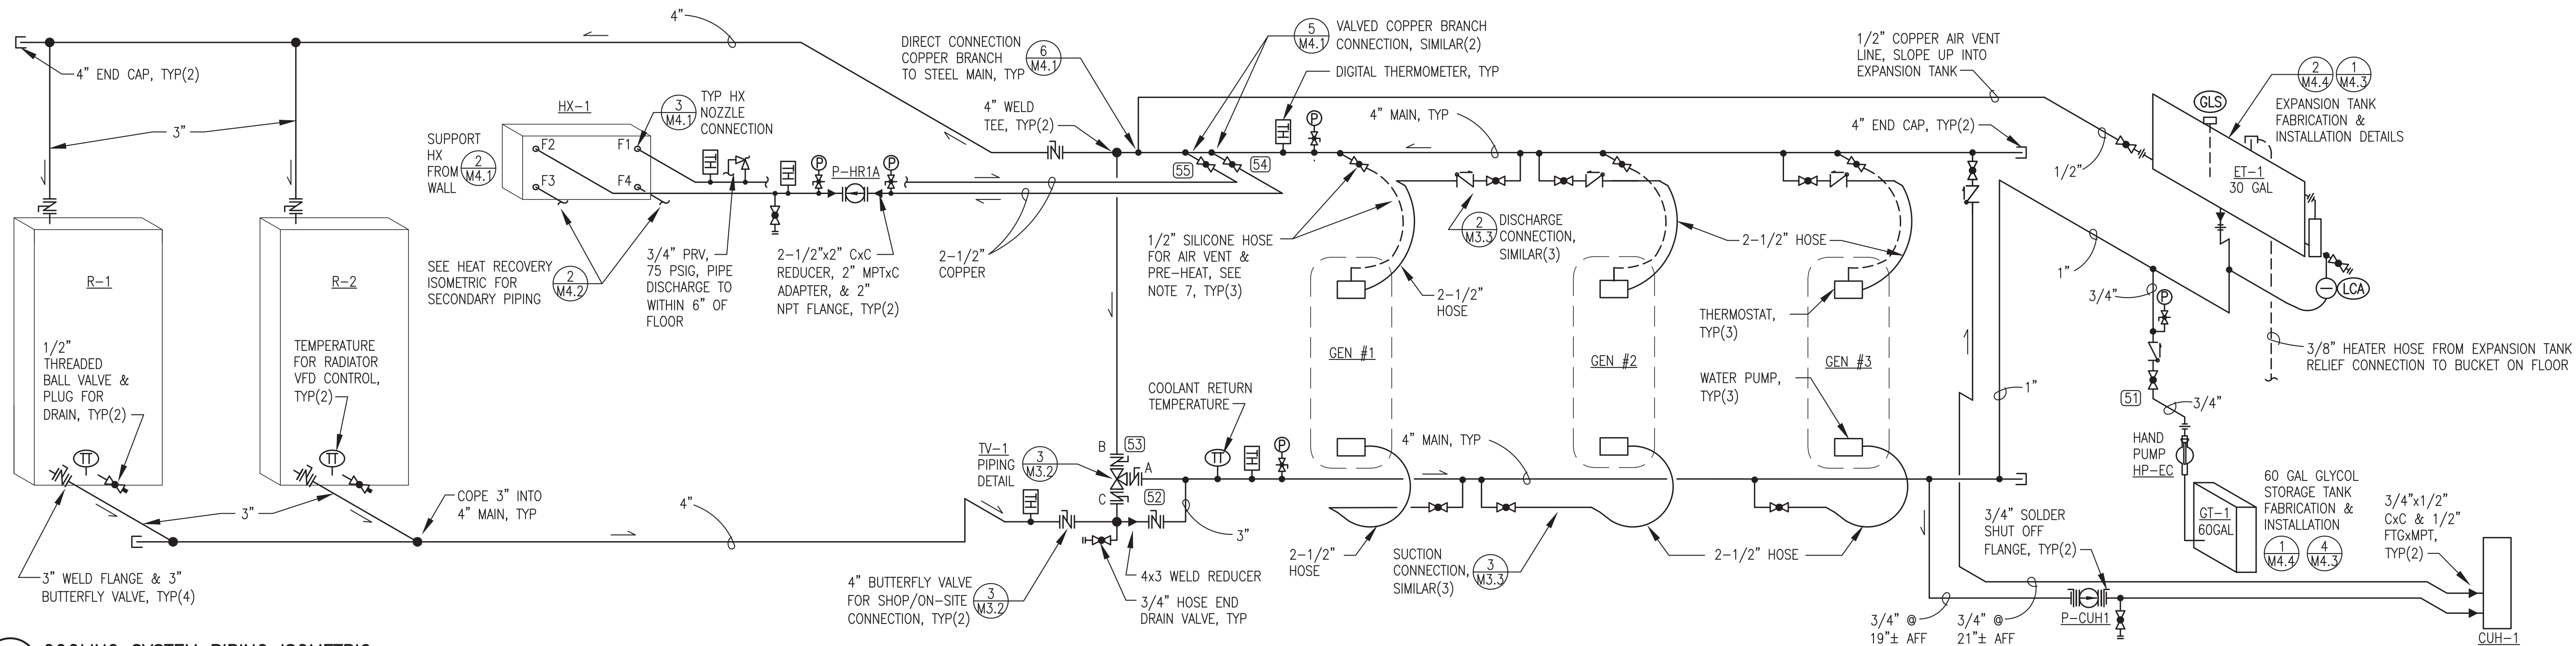 4"
4" END CAP, TYP(2)
3"
HX-1
3
M4.1
TYP HX
NOZZLE
CONNECTION
SUPPORT
HX
FROM
WALL
2
M4.1
F2
F1
F3
F4
TH
TH
P
P-HR1A
P
SEE HEAT RECOVERY
ISOMETRIC FOR
SECONDARY PIPING
2
M4.2
3/4" PRV,
75 PSIG, PIPE
DISCHARGE TO
WITHIN 6" OF
FLOOR
2-1/2"x2" CxC
REDUCER, 2" MPTxC
ADAPTER, & 2"
NPT FLANGE, TYP(2)
2-1/2"
COPPER
DIRECT CONNECTION
COPPER BRANCH
TO STEEL MAIN, TYP
6
M4.1
4" WELD
TEE, TYP(2)
5
M4.1
VALVED COPPER BRANCH
CONNECTION, SIMILAR(2)
DIGITAL THERMOMETER, TYP
TH
P
55
54
4" MAIN, TYP
1/2" COPPER AIR VENT
LINE, SLOPE UP INTO
EXPANSION TANK
4" END CAP, TYP(2)
2
M4.4
1
M4.3
EXPANSION TANK
FABRICATION &
INSTALLATION DETAILS
GLS
1/2"
ET-1
30 GAL
LCA
1"
3/4"
P
3/8" HEATER HOSE FROM EXPANSION TANK
RELIEF CONNECTION TO BUCKET ON FLOOR
1/2" SILICONE HOSE
FOR AIR VENT &
PRE-HEAT, SEE
NOTE 7, TYP(3)
2
M3.3
DISCHARGE
CONNECTION,
SIMILAR(3)
2-1/2" HOSE
2-1/2"
HOSE
THERMOSTAT,
TYP(3)
GEN #1
GEN #2
GEN #3
WATER PUMP,
TYP(3)
R-1
R-2
1/2"
THREADED
BALL VALVE &
PLUG FOR
DRAIN, TYP(2)
TEMPERATURE
FOR RADIATOR
VFD CONTROL,
TYP(2)
TT
TT
3"
COPE 3" INTO
4" MAIN, TYP
4"
3" WELD FLANGE & 3"
BUTTERFLY VALVE, TYP(4)
COOLANT RETURN
TEMPERATURE
TV-1
PIPING
DETAIL
3
M3.2
B
53
A
C
52
TH
TT
TH
P
4" MAIN, TYP
3"
4" BUTTERFLY VALVE
FOR SHOP/ON-SITE
CONNECTION, TYP(2)
3
M3.2
4x3 WELD REDUCER
3/4" HOSE END
DRAIN VALVE, TYP
2-1/2"
HOSE
SUCTION
CONNECTION,
SIMILAR(3)
3
M3.3
2-1/2" HOSE
1"
51
3/4"
HAND
PUMP
HP-EC
GT-1
60GAL
60 GAL GLYCOL
STORAGE TANK
FABRICATION &
INSTALLATION
1
M4.4
4
M4.3
3/4" SOLDER
SHUT OFF
FLANGE, TYP(2)
3/4"x1/2"
CxC & 1/2"
FTGxMPT,
TYP(2)
3/4" @
19"± AFF
3/4" @
21"± AFF
P-CUH1
CUH-1